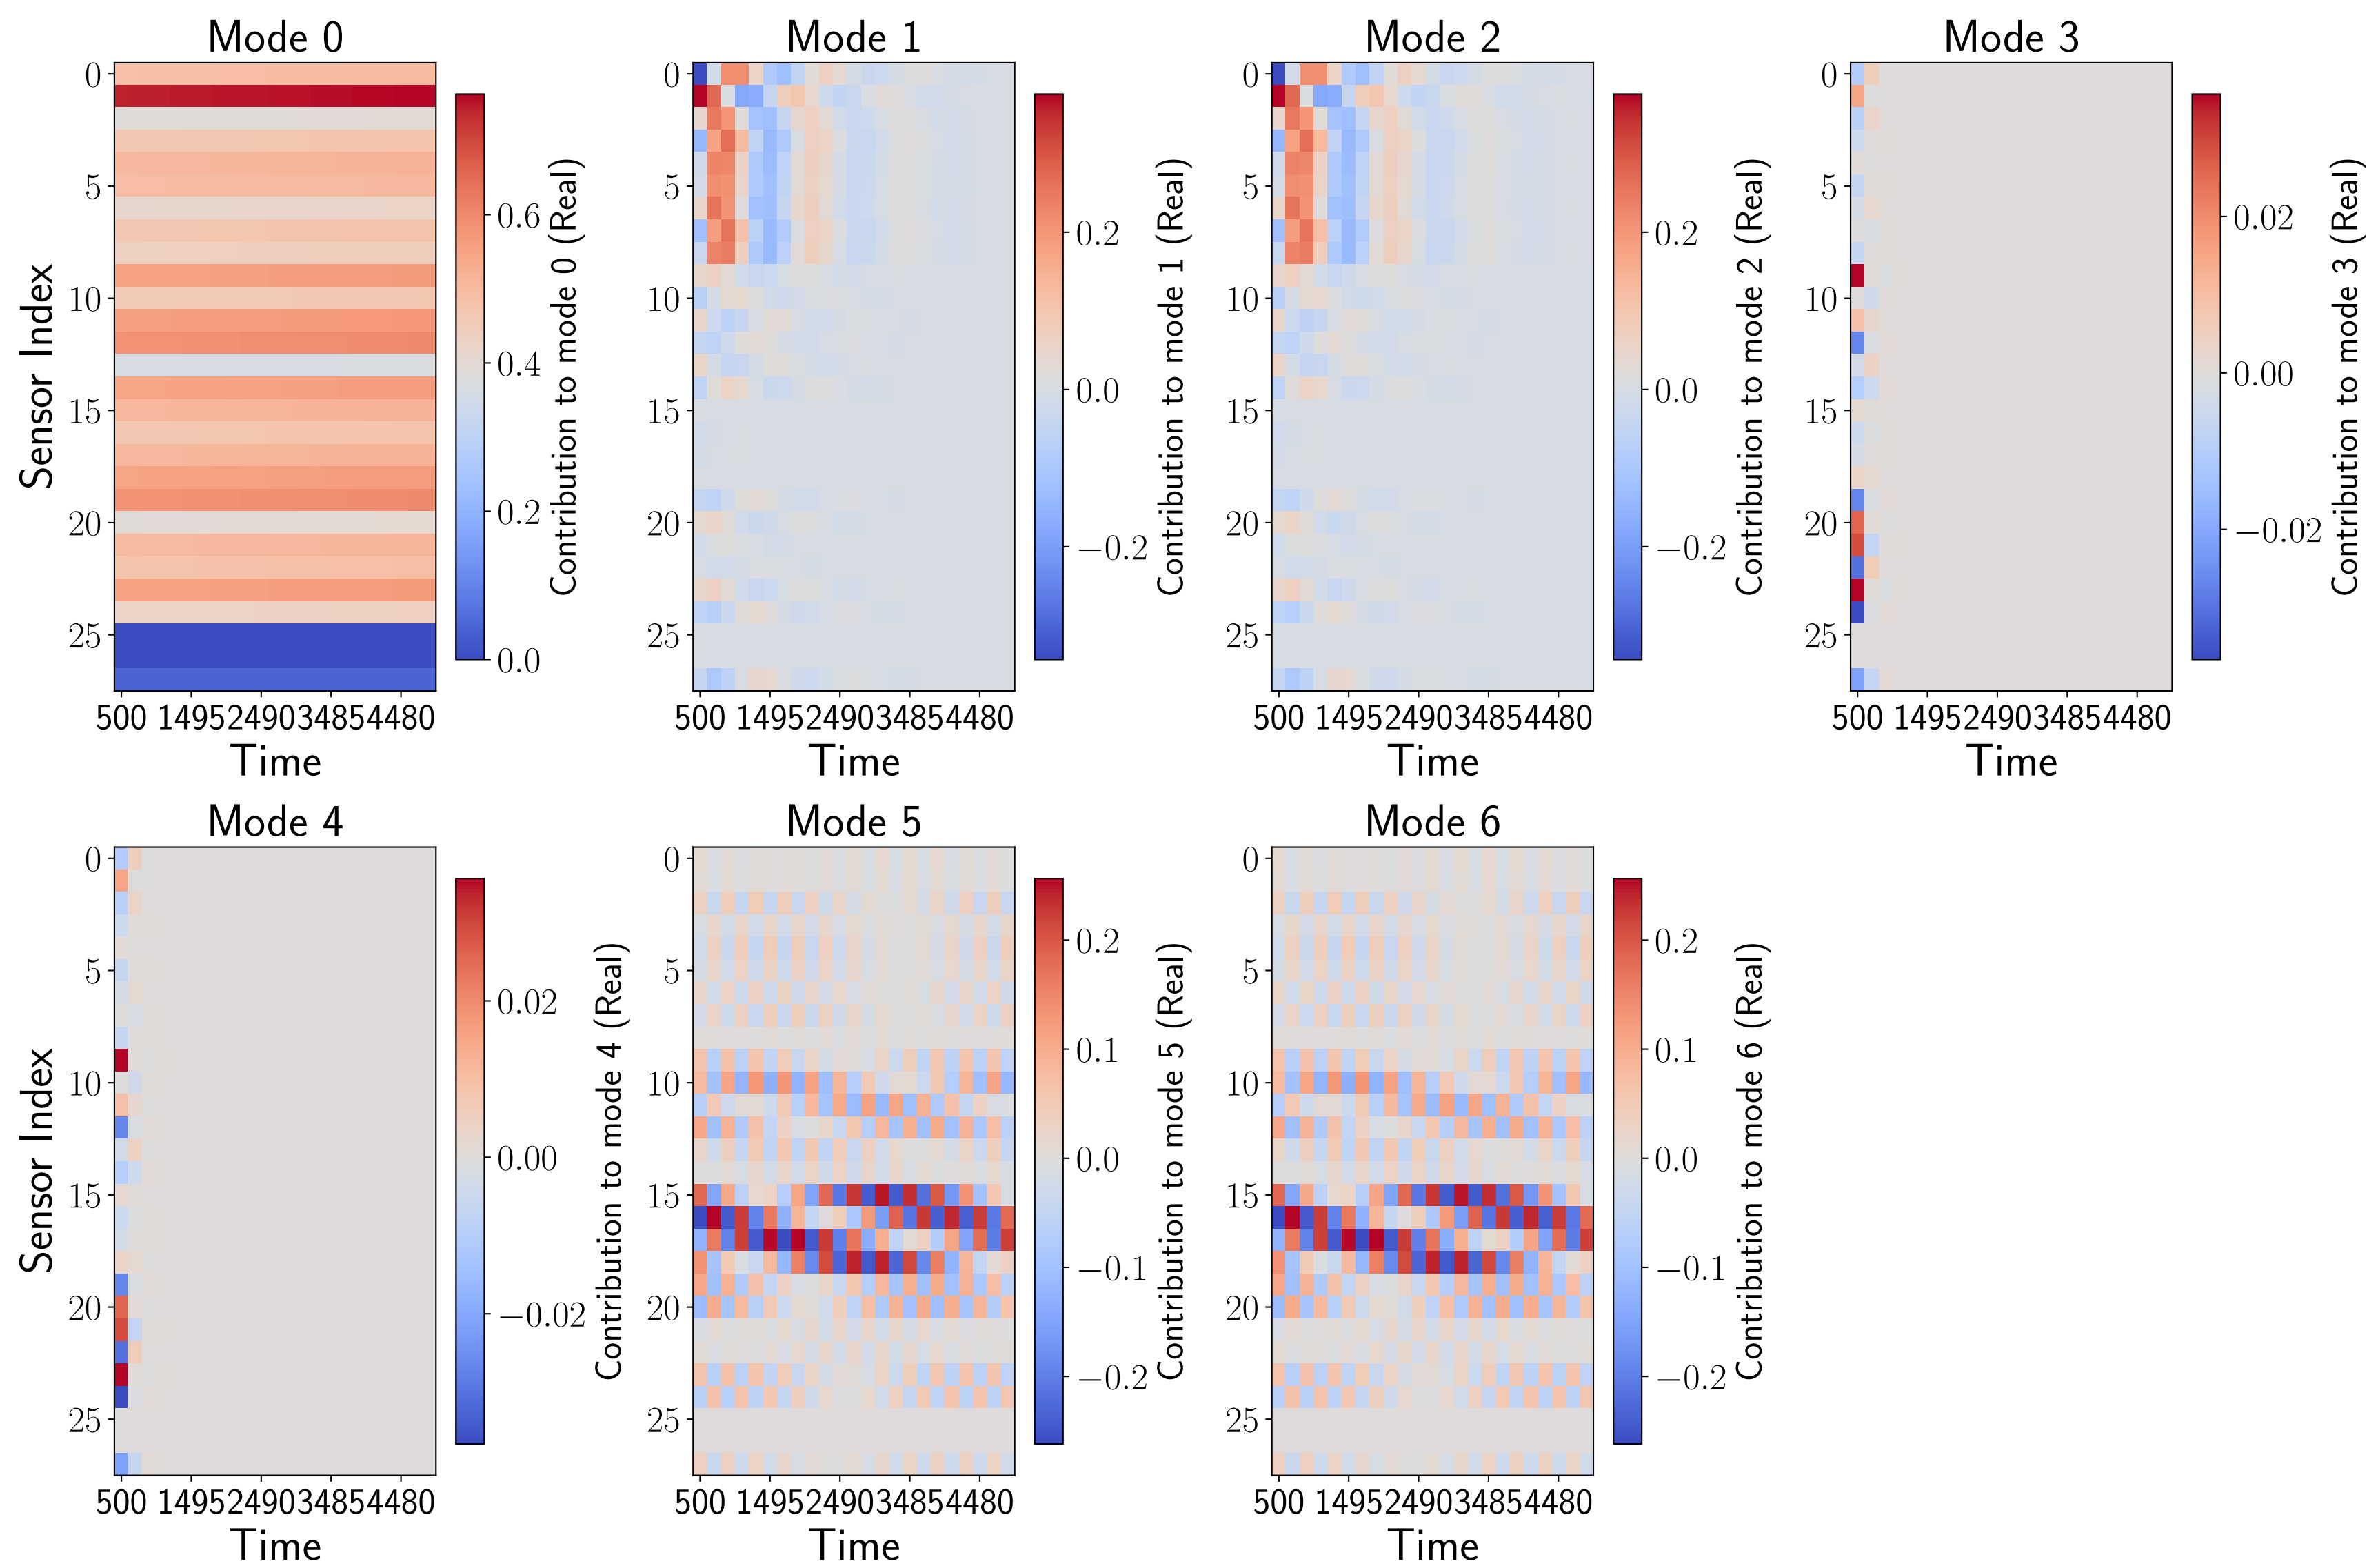 Mode 0
0
5
10
15
20
25
Sensor Index
500 1495 2490 3485 4480
Time
0.6
0.4
0.2
0.0
Contribution to mode 0 (Real)
Mode 1
0
5
10
15
20
25
500 1495 2490 3485 4480
Time
0.2
0.0
−0.2
Contribution to mode 1 (Real)
Mode 2
0
5
10
15
20
25
500 1495 2490 3485 4480
Time
0.2
0.0
−0.2
Contribution to mode 2 (Real)
Mode 3
0
5
10
15
20
25
500 1495 2490 3485 4480
Time
0.02
0.00
−0.02
Contribution to mode 3 (Real)
Mode 4
0
5
10
15
20
25
Sensor Index
500 1495 2490 3485 4480
Time
0.02
0.00
−0.02
Contribution to mode 4 (Real)
Mode 5
0
5
10
15
20
25
500 1495 2490 3485 4480
Time
0.2
0.1
0.0
−0.1
−0.2
Contribution to mode 5 (Real)
Mode 6
0
5
10
15
20
25
500 1495 2490 3485 4480
Time
0.2
0.1
0.0
−0.1
−0.2
Contribution to mode 6 (Real)